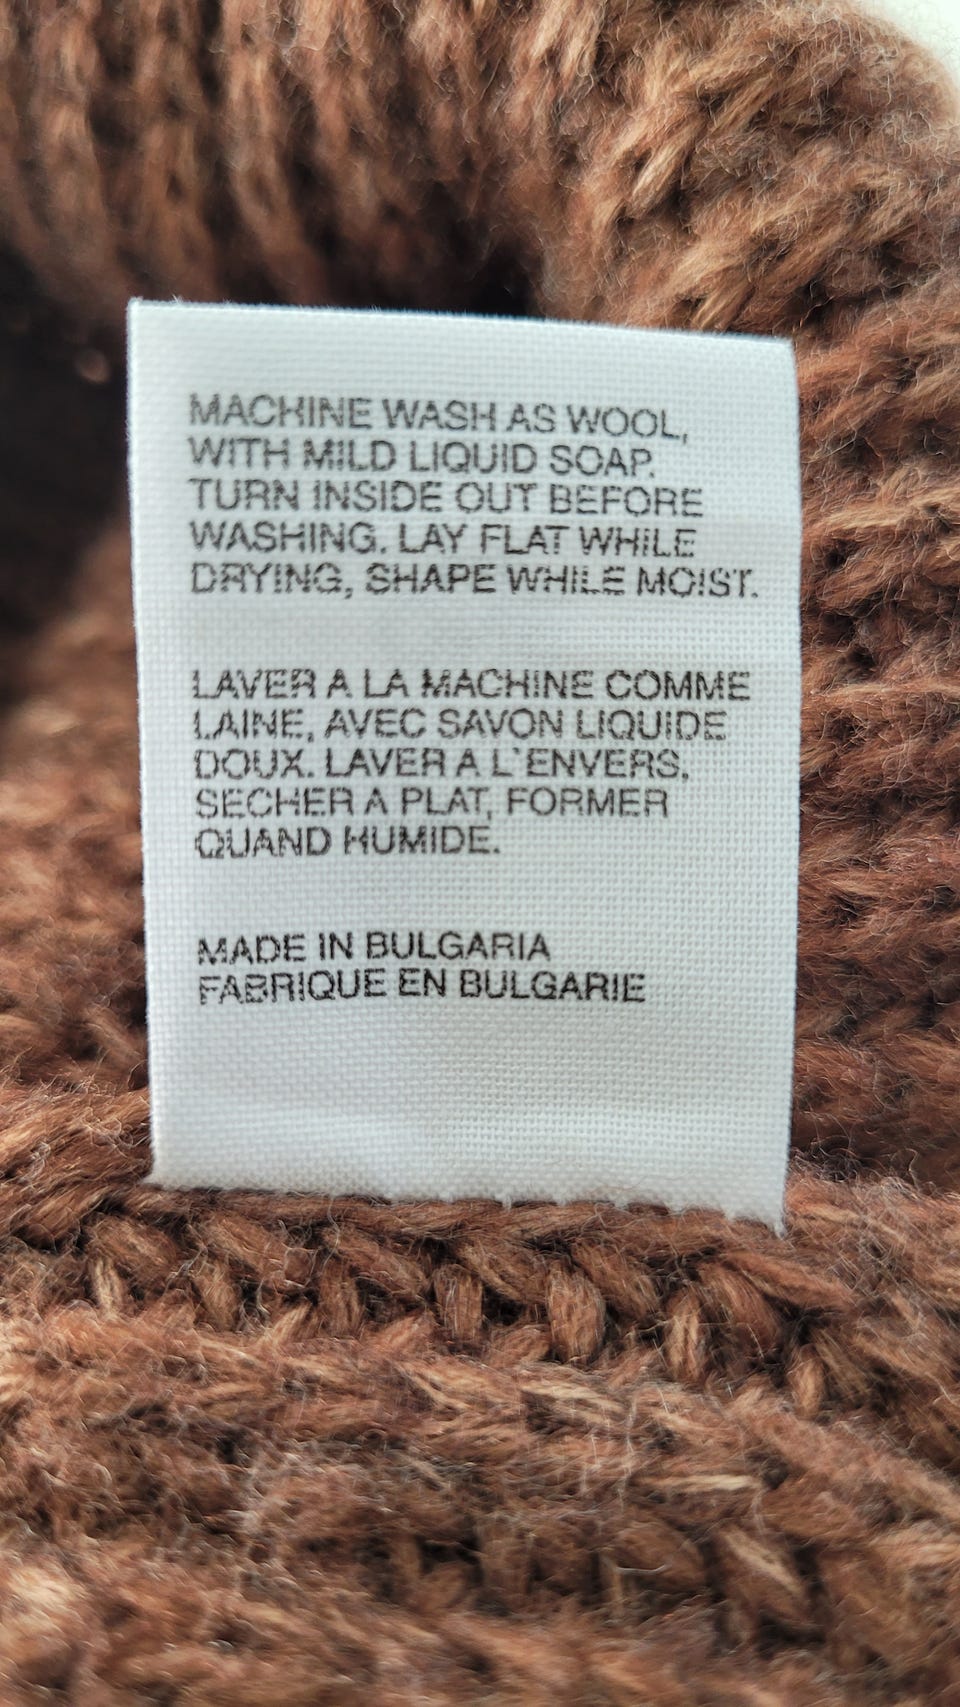 MACHINE WASH AS WOOL,
WITH MILD LIQUID SOAP.
TURN INSIDE OUT BEFORE
WASHING. LAY FLAT WHILE
DRYING, SHAPE WHILE MOIST.
LAVER A LA MACHINE COMME
LAINE, AVEC SAVON LIQUIDE
DOUX. LAVER A L'ENVERS.
SECHER A PLAT, FORMER
QUAND HUMIDE.
MADE IN BULGARIA
FABRIQUE EN BULGARIE